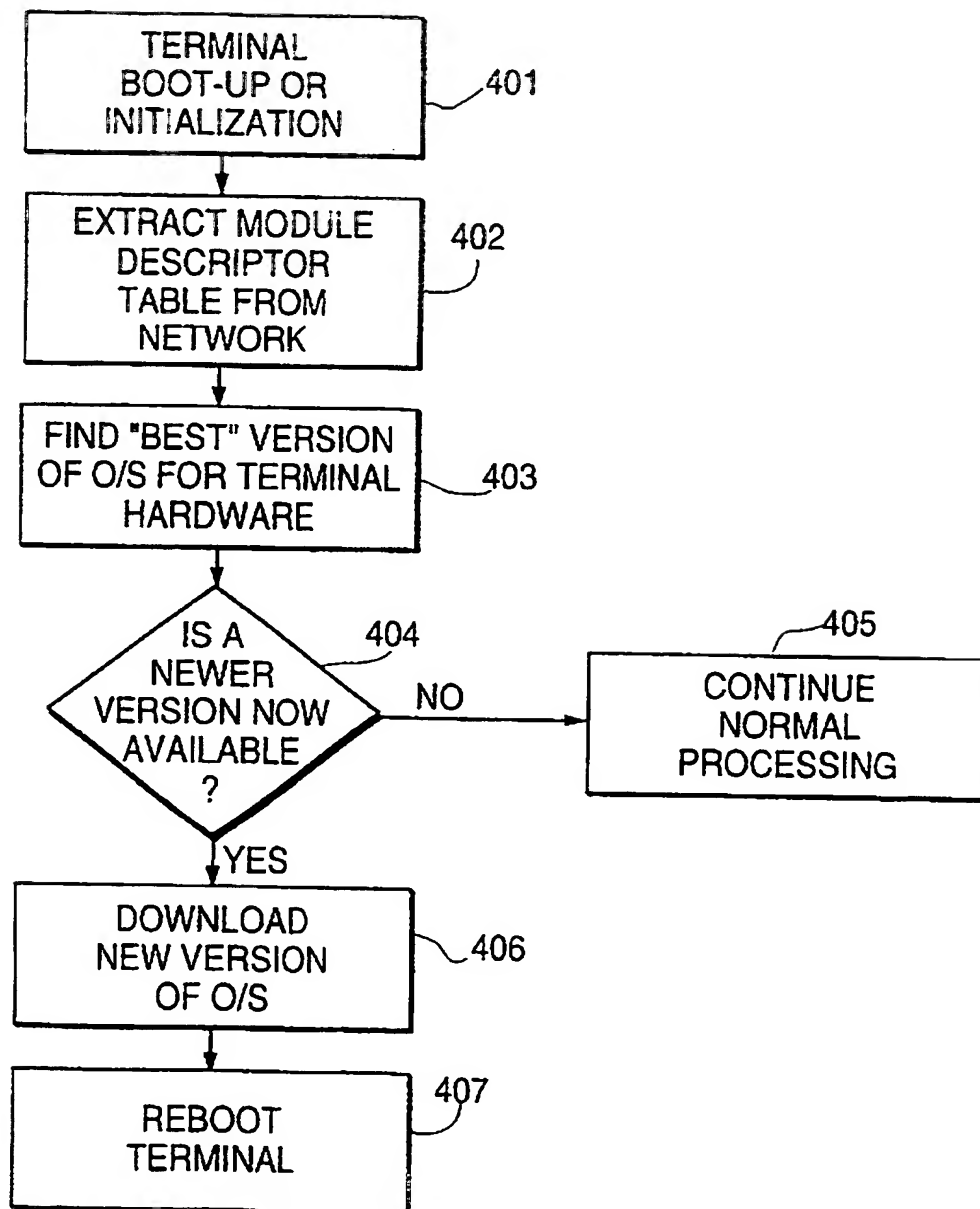 TERMINAL
BOOT-UP OR
INITIALIZATION
401
EXTRACT MODULE
DESCRIPTOR
TABLE FROM
NETWORK
402
FIND "BEST" VERSION
OF O/S FOR TERMINAL
HARDWARE
403
IS A
NEWER
VERSION NOW
AVAILABLE
?
404
NO
405
CONTINUE
NORMAL
PROCESSING
YES
DOWNLOAD
NEW VERSION
OF O/S
406
REBOOT
TERMINAL
407